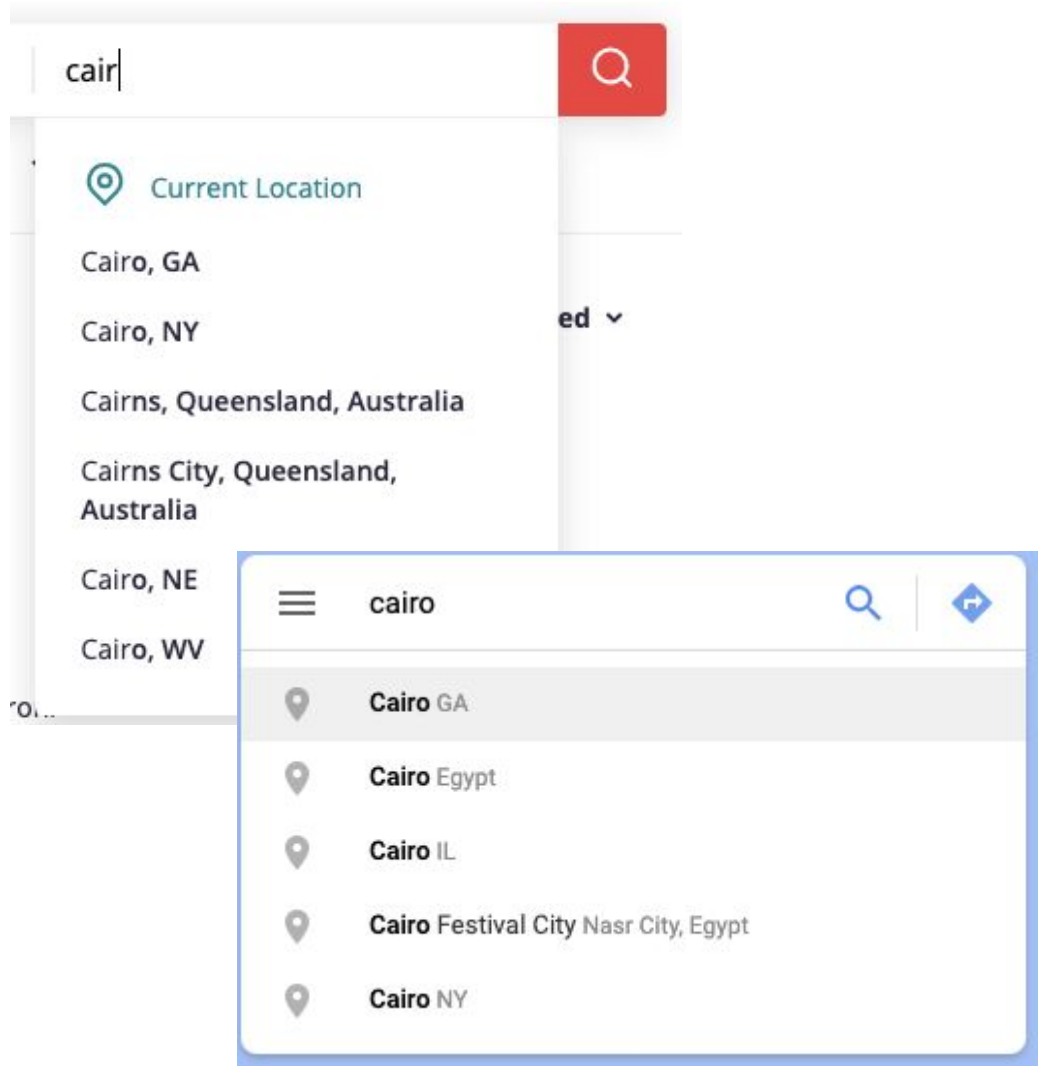 cair
Current Location
Cairo, GA
Cairo, NY
ed
Cairns, Queensland, Australia
Cairns City, Queensland,
Australia
Cairo, NE
Cairo, WV
cairo
Cairo GA
Cairo Egypt
Cairo IL
Cairo Festival City Nasr City, Egypt
Cairo NY